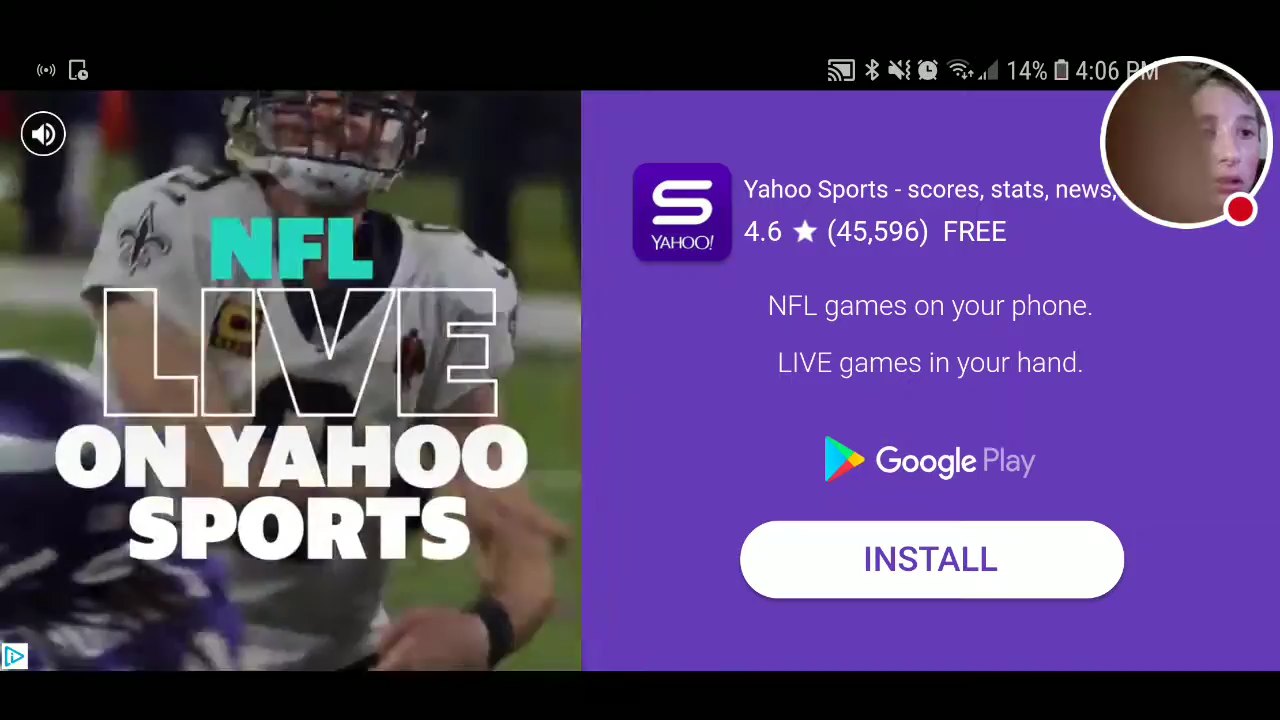 14% 4:06 PM
NFL
LIVE
ON YAHOO
SPORTS
YAHOO!
Yahoo Sports - scores, stats, news,
4.6 ★ (45,596) FREE
NFL games on your phone.
LIVE games in your hand.
Google Play
INSTALL